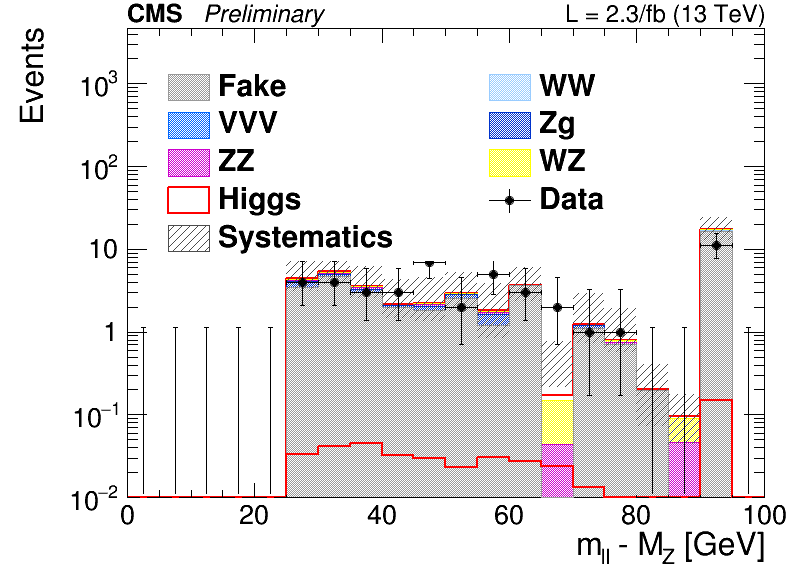 CMS Preliminary L = 2.3/fb (13 TeV)
Events
10³
10²
10
1
10⁻¹
10⁻²
Fake WW
VVV Zg
ZZ WZ
Higgs Data
Systematics
0 20 40 60 80 100
m_ll - M_Z [GeV]